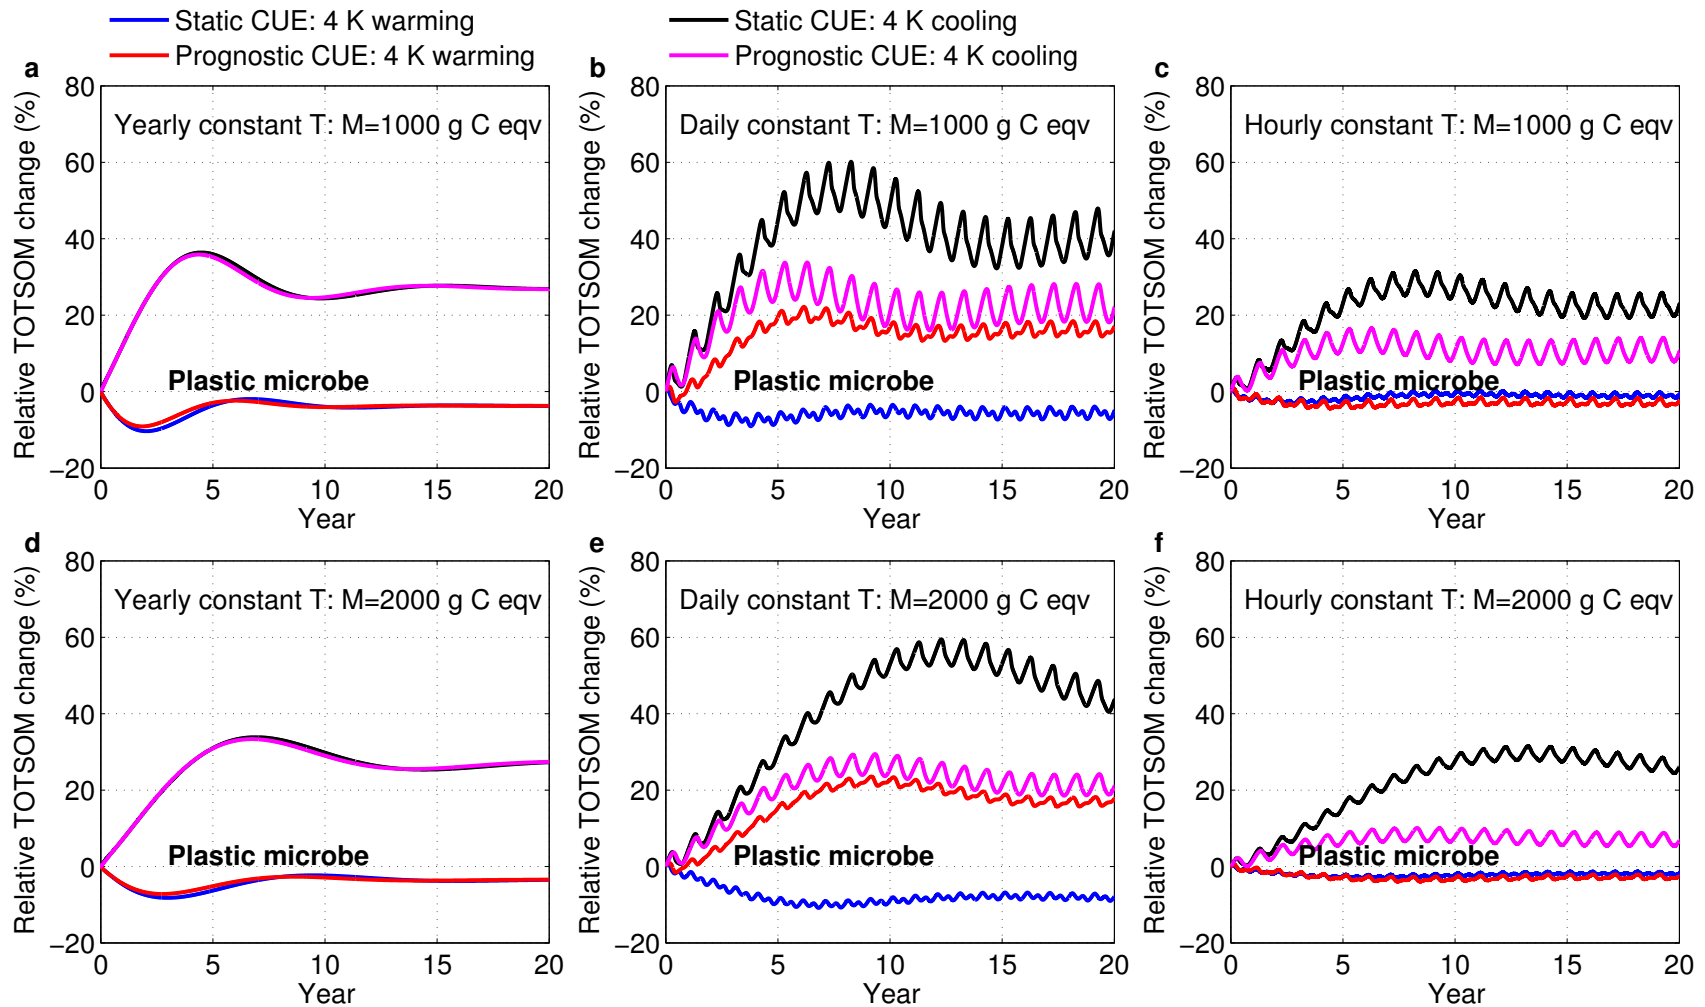 Static CUE: 4 K warming
Prognostic CUE: 4 K warming
Static CUE: 4 K cooling
Prognostic CUE: 4 K cooling
a
Relative TOTSOM change (%)
80
60
40
20
0
−20
Yearly constant T: M=1000 g C eqv
Plastic microbe
0 5 10 15 20
Year
b
Relative TOTSOM change (%)
80
60
40
20
0
−20
Daily constant T: M=1000 g C eqv
Plastic microbe
0 5 10 15 20
Year
c
Relative TOTSOM change (%)
80
60
40
20
0
−20
Hourly constant T: M=1000 g C eqv
Plastic microbe
0 5 10 15 20
Year
d
Relative TOTSOM change (%)
80
60
40
20
0
−20
Yearly constant T: M=2000 g C eqv
Plastic microbe
0 5 10 15 20
Year
e
Relative TOTSOM change (%)
80
60
40
20
0
−20
Daily constant T: M=2000 g C eqv
Plastic microbe
0 5 10 15 20
Year
f
Relative TOTSOM change (%)
80
60
40
20
0
−20
Hourly constant T: M=2000 g C eqv
Plastic microbe
0 5 10 15 20
Year